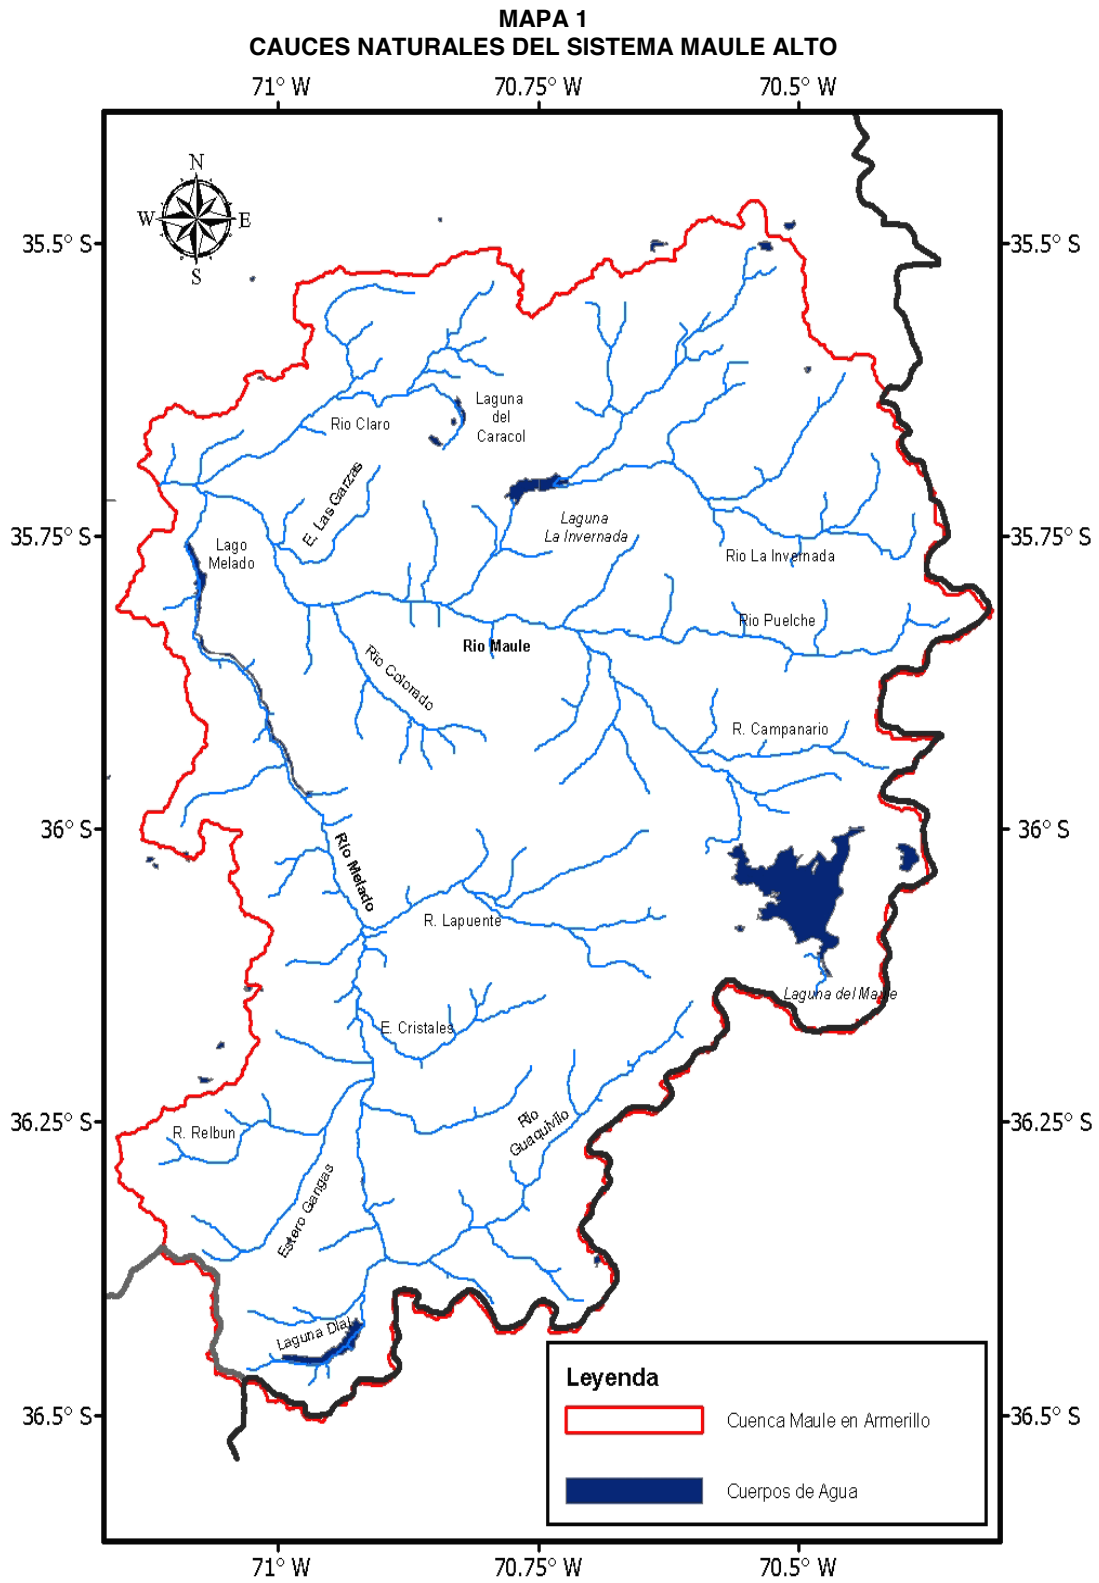 MAPA 1
CAUCES NATURALES DEL SISTEMA MAULE ALTO
71° W
70.75° W
70.5° W
N
W
E
S
35.5° S
35.5° S
Laguna
del
Caracol
Rio Claro
E. Las Garzas
Laguna
La Invernada
35.75° S
35.75° S
Lago
Melado
Rio La Invernada
Rio Puelche
Rio Maule
Rio Colorado
R. Campanario
36° S
36° S
Rio Melado
R. Lapuente
Laguna del Maule
E. Cristales
36.25° S
36.25° S
R. Relbun
Rio
Guaquivilo
Estero Gangas
Laguna Dial
Leyenda
36.5° S
36.5° S
Cuenca Maule en Armerillo
Cuerpos de Agua
71° W
70.75° W
70.5° W